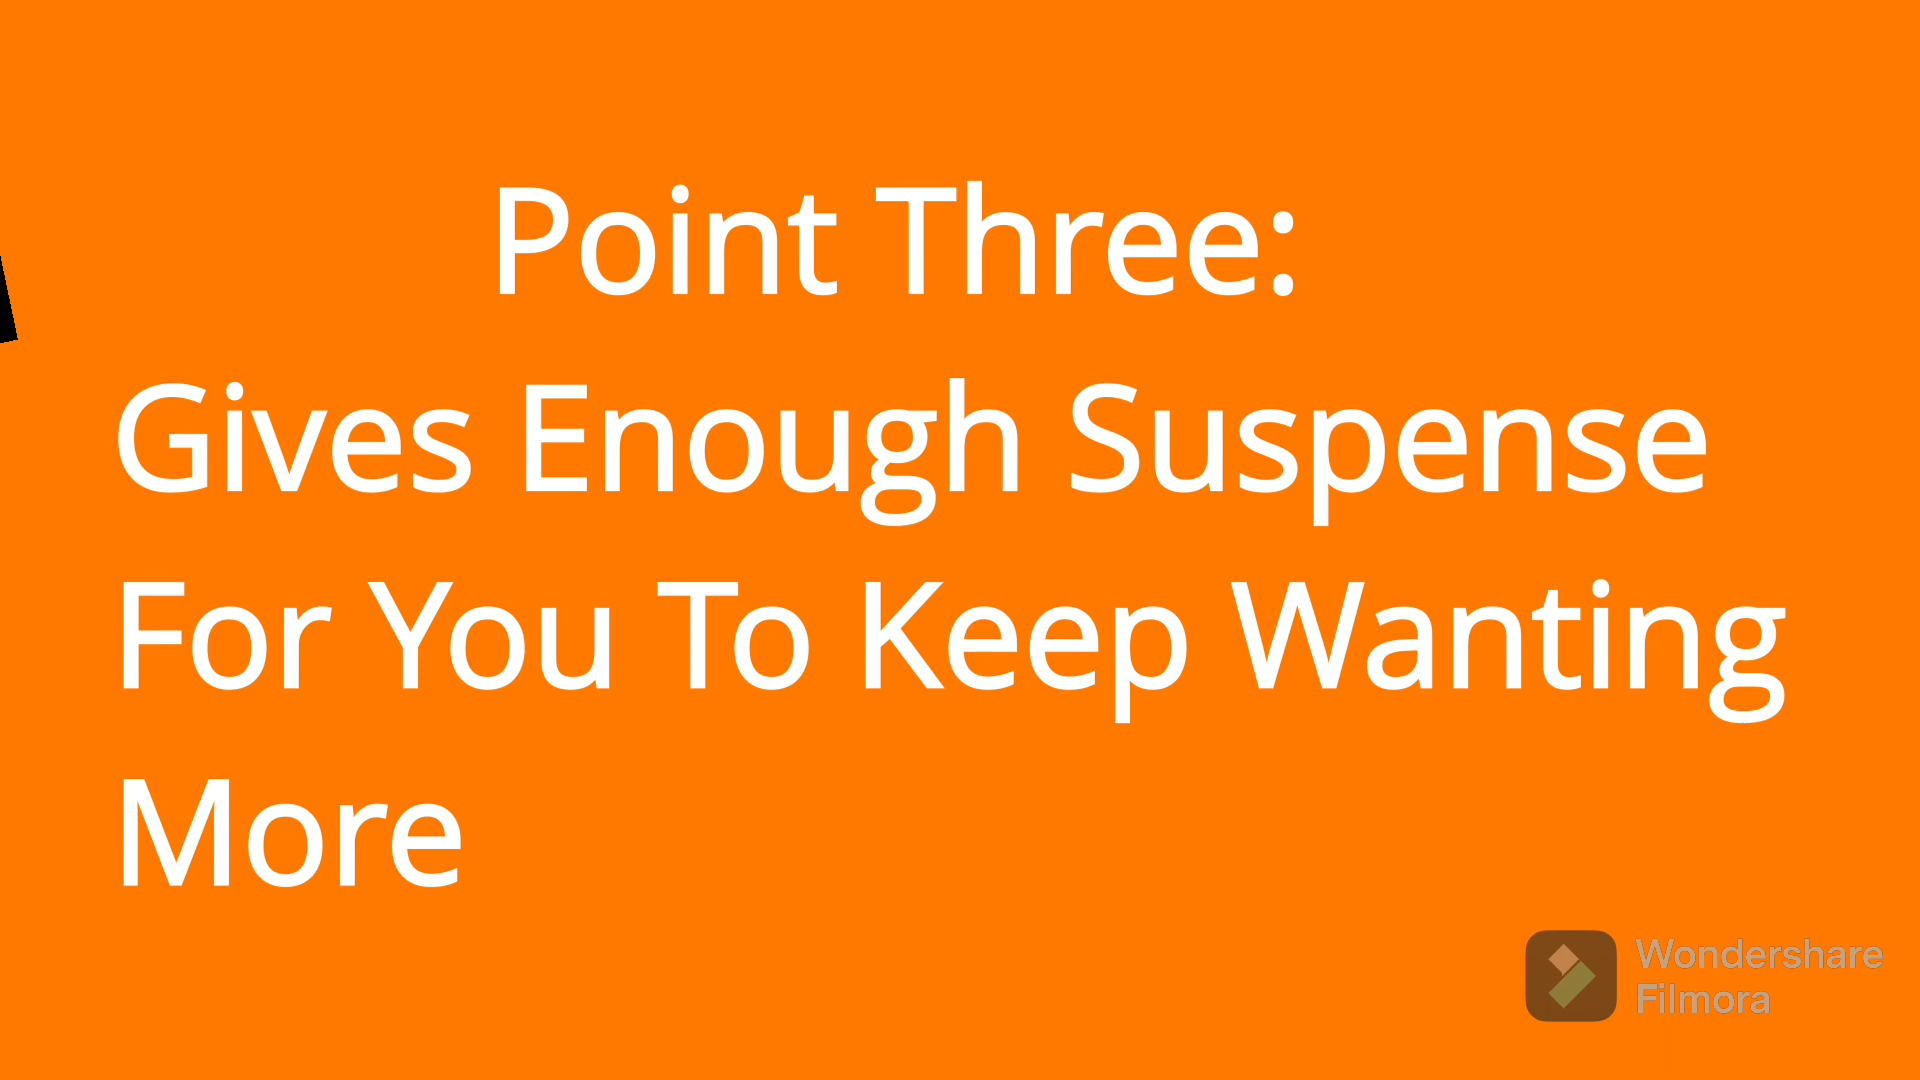 Point Three:
Gives Enough Suspense
For You To Keep Wanting
More
Wondershare
Filmora